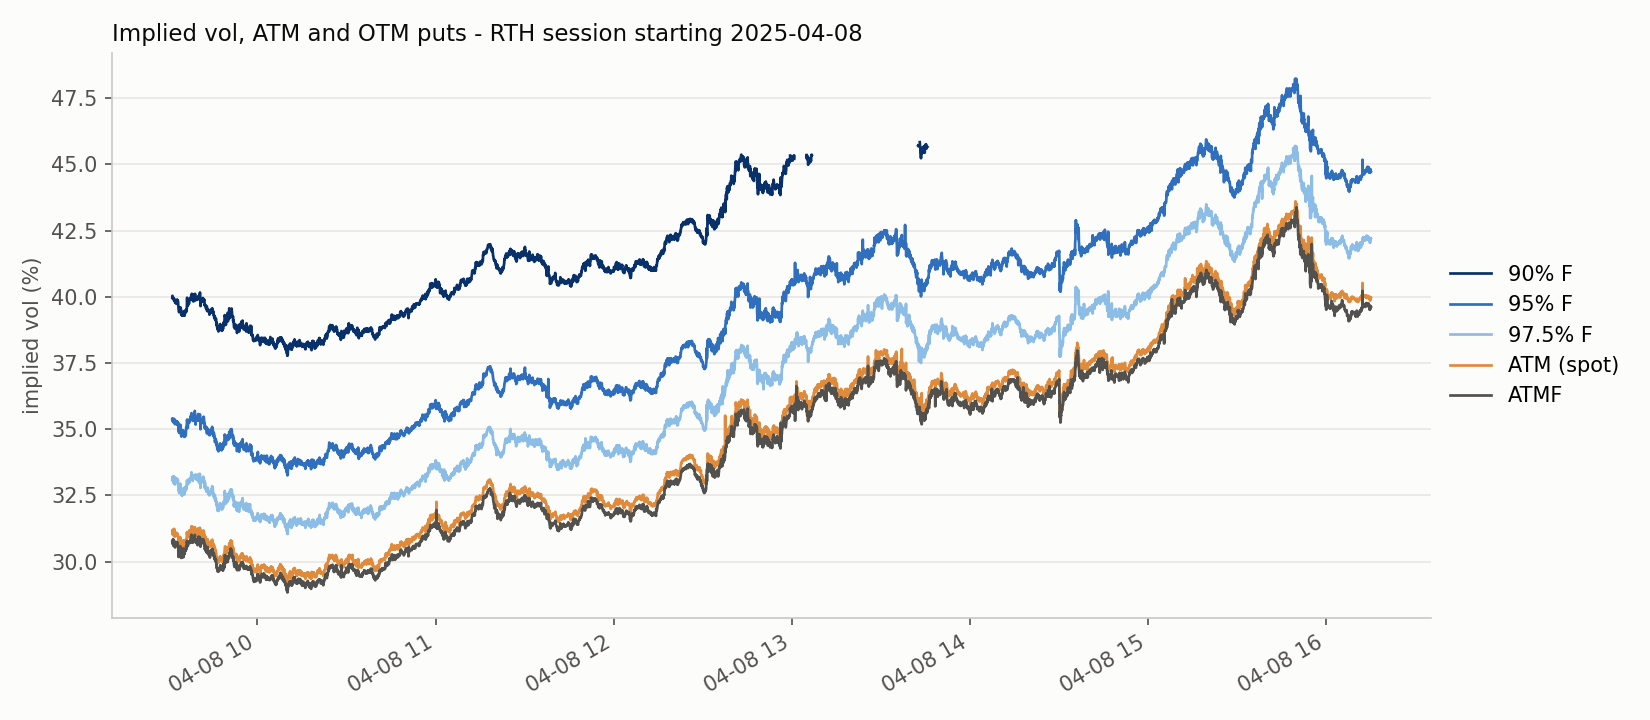 Implied vol, ATM and OTM puts - RTH session starting 2025-04-08
implied vol (%)
47.5
45.0
42.5
40.0
37.5
35.0
32.5
30.0
04-08 10
04-08 11
04-08 12
04-08 13
04-08 14
04-08 15
04-08 16
90% F
95% F
97.5% F
ATM (spot)
ATMF